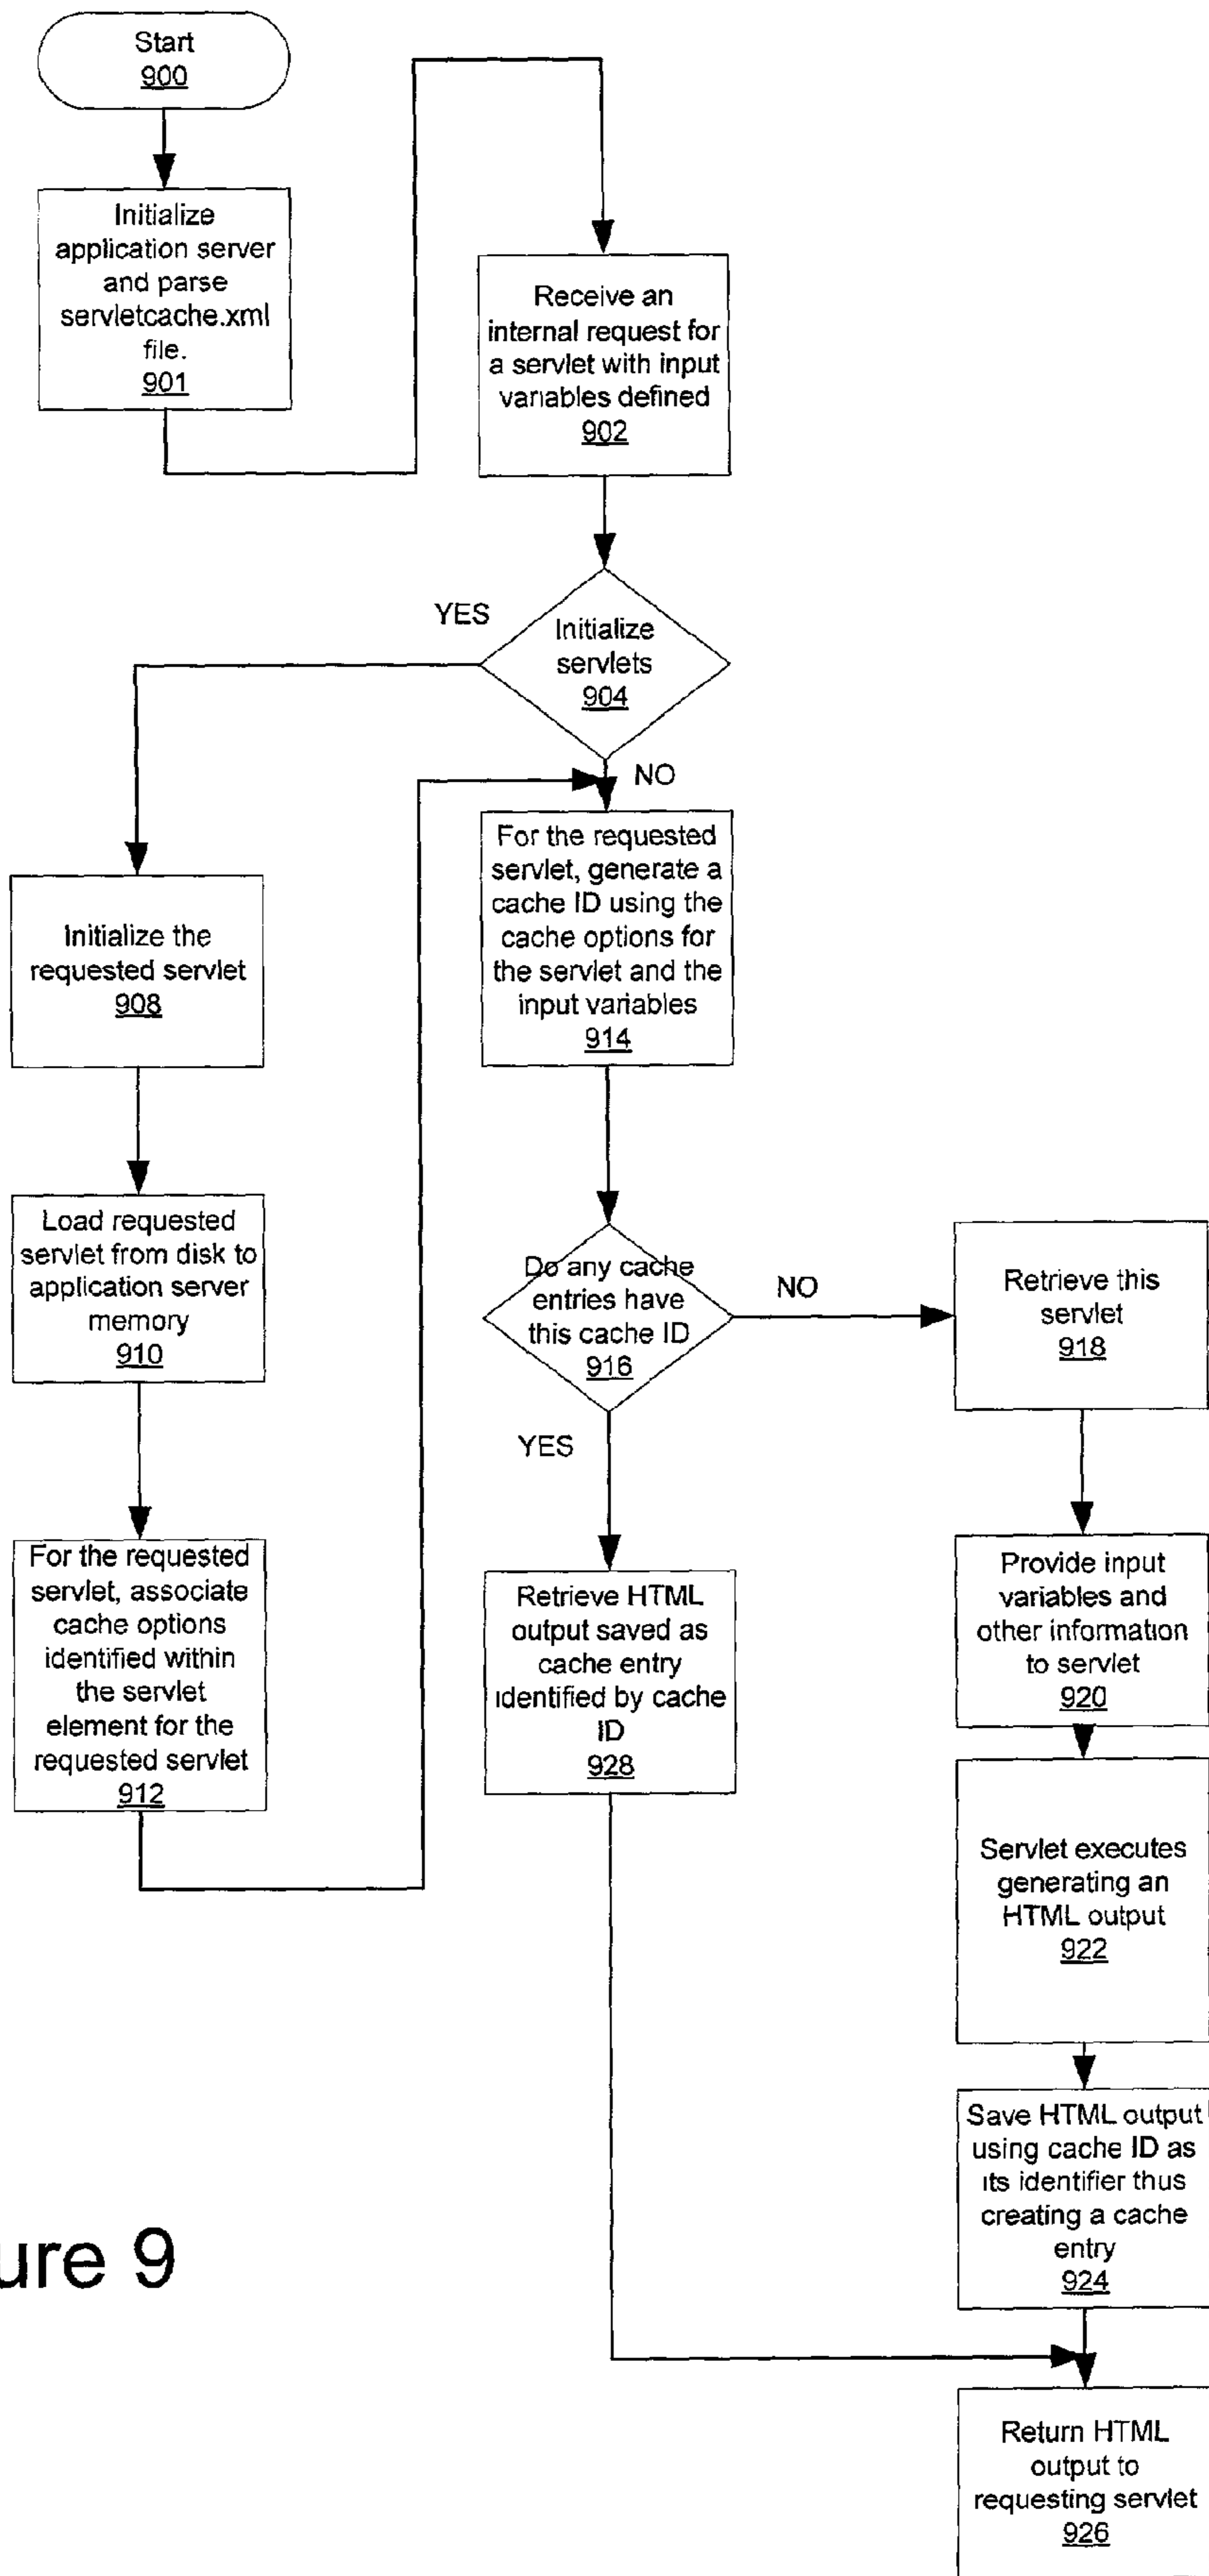 Start
900
Initialize
application server
and parse
servletcache.xml
file.
901
Receive an
internal request for
a servlet with input
variables defined
902
YES
Initialize
servlets
904
NO
Initialize the
requested servlet
908
Load requested
servlet from disk to
application server
memory
910
For the requested
servlet, associate
cache options
identified within
the servlet
element for the
requested servlet
912
For the requested
servlet, generate a
cache ID using the
cache options for
the servlet and the
input variables
914
Do any cache
entries have
this cache ID
916
NO
YES
Retrieve HTML
output saved as
cache entry
identified by cache
ID
928
Retrieve this
servlet
918
Provide input
variables and
other information
to servlet
920
Servlet executes
generating an
HTML output
922
Save HTML output
using cache ID as
its identifier thus
creating a cache
entry
924
Return HTML
output to
requesting servlet
926
ure 9